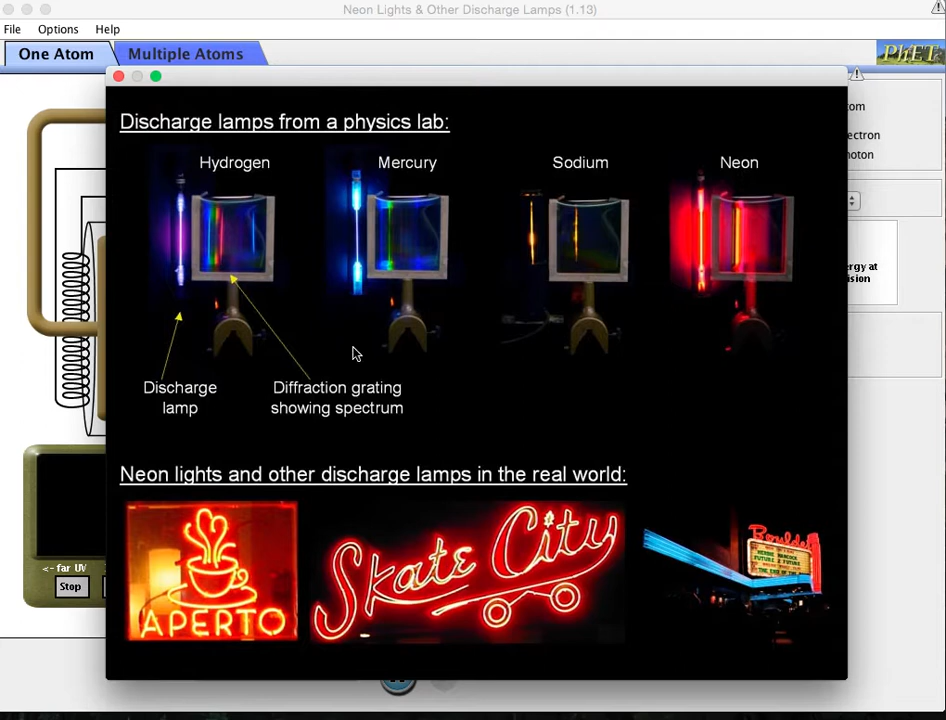 Neon Lights & Other Discharge Lamps (1.13)
File Options Help
One Atom Multiple Atoms
PhET
Discharge lamps from a physics lab:
Hydrogen Mercury Sodium Neon
Discharge
lamp
Diffraction grating
showing spectrum
Neon lights and other discharge lamps in the real world:
APERTO
Skate City
Boulder
tom
ectron
hoton
ergy at
ision
<- far UV
Stop